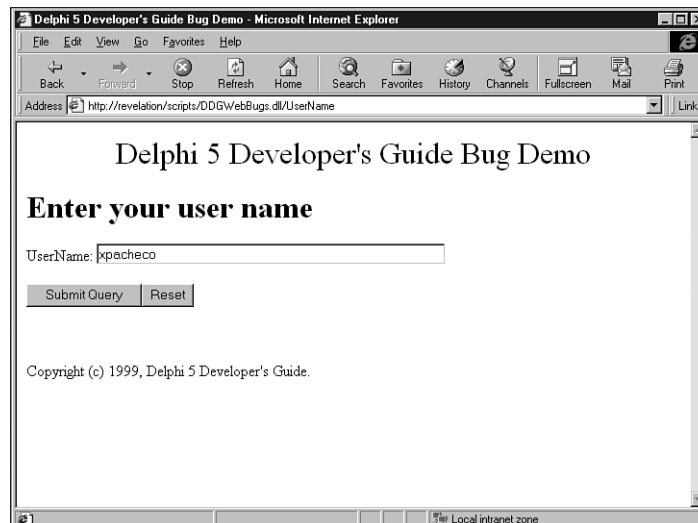 Delphi 5 Developer's Guide Bug Demo - Microsoft Internet Explorer
File Edit View Go Favorites Help
Back Forward Stop Refresh Home Search Favorites History Channels Fullscreen Mail Print
Address http://revelation/scripts/DDGWebBugs.dll/UserName Link
Delphi 5 Developer's Guide Bug Demo
Enter your user name
UserName: xpacheco
Submit Query Reset
Copyright (c) 1999, Delphi 5 Developer's Guide.
Local intranet zone